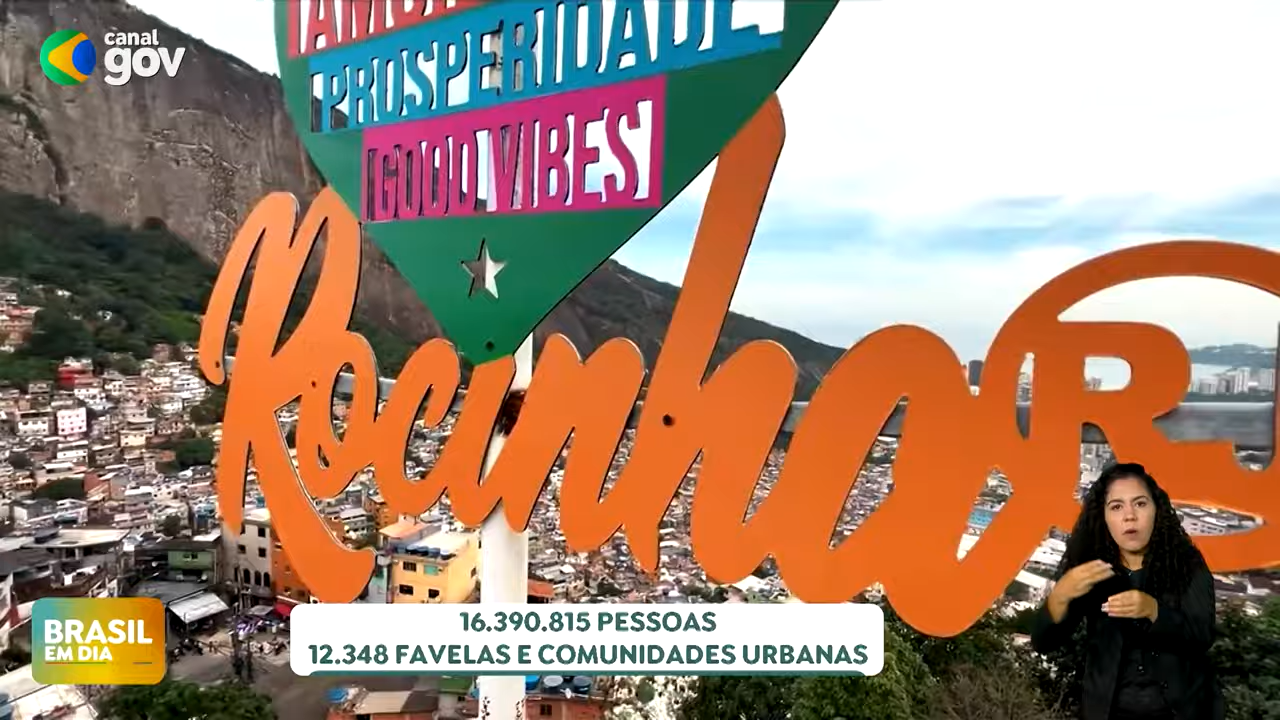 canal
gov
PROSPERIDADE
GOOD VIBES
Rocinha
R
BRASIL
EM DIA
16.390.815 PESSOAS
12.348 FAVELAS E COMUNIDADES URBANAS